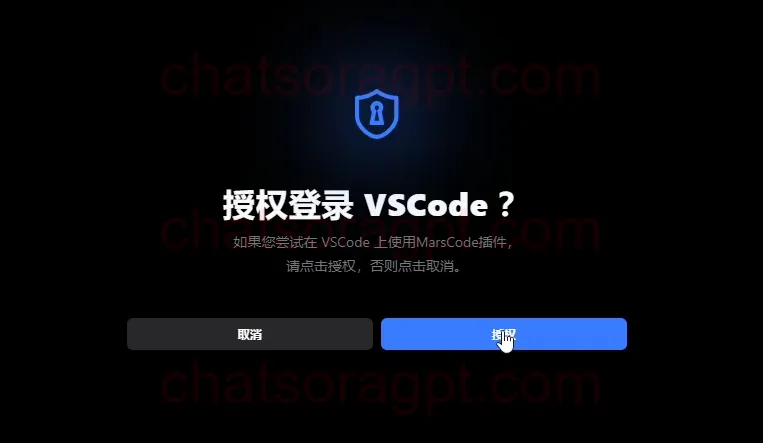 chatsoragpt.com
授权登录 VSCode？
chatsoragpt.com
如果您尝试在 VSCode 上使用MarsCode插件，
请点击授权，否则点击取消。
取消
授权
chatsoragpt.com